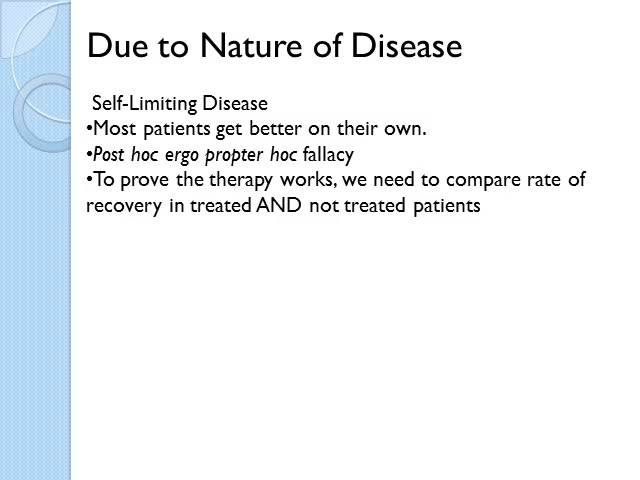 Due to Nature of Disease
Self-Limiting Disease
•Most patients get better on their own.
•Post hoc ergo propter hoc fallacy
•To prove the therapy works, we need to compare rate of
recovery in treated AND not treated patients